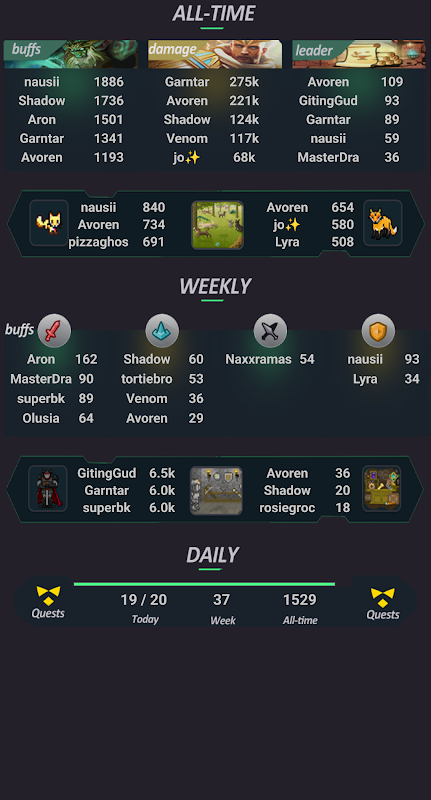 ALL-TIME
buffs damage leader
nausii 1886 Garntar 275k Avoren 109
Shadow 1736 Avoren 221k GitingGud 93
Aron 1501 Shadow 124k Garntar 89
Garntar 1341 Venom 117k nausii 59
Avoren 1193 jo✨ 68k MasterDra 36
nausii 840 Avoren 654
Avoren 734 jo✨ 580
pizzaghos 691 Lyra 508
WEEKLY
buffs
Aron 162 Shadow 60 Naxxramas 54 nausii 93
MasterDra 90 tortiebro 53 Lyra 34
superbk 89 Venom 36
Olusia 64 Avoren 29
GitingGud 6.5k Avoren 36
Garntar 6.0k Shadow 20
superbk 6.0k rosiegroc 18
DAILY
19 / 20 37 1529
Quests Today Week All-time Quests